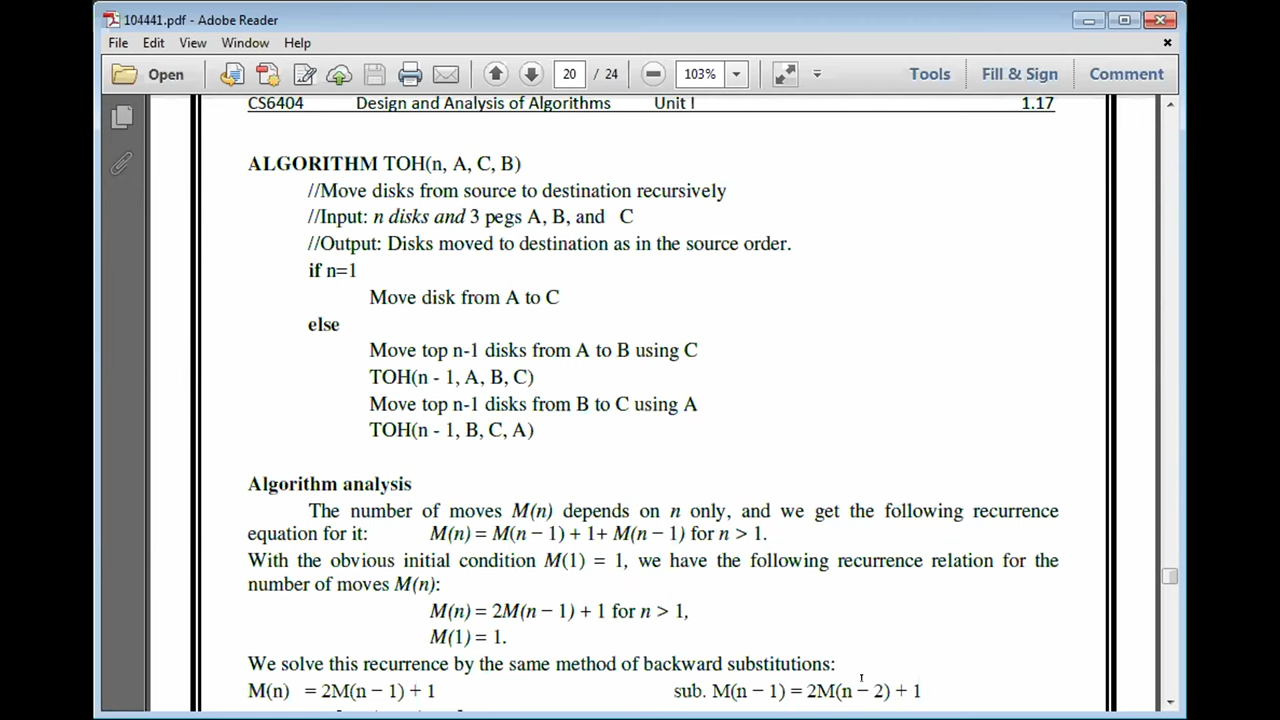 104441.pdf - Adobe Reader
File Edit View Window Help
Open 20 / 24 103% Tools Fill & Sign Comment
CS6404 Design and Analysis of Algorithms Unit I 1.17
ALGORITHM TOH(n, A, C, B)
//Move disks from source to destination recursively
//Input: n disks and 3 pegs A, B, and C
//Output: Disks moved to destination as in the source order.
if n=1
Move disk from A to C
else
Move top n-1 disks from A to B using C
TOH(n - 1, A, B, C)
Move top n-1 disks from B to C using A
TOH(n - 1, B, C, A)
Algorithm analysis
The number of moves M(n) depends on n only, and we get the following recurrence
equation for it: M(n) = M(n − 1) + 1+ M(n − 1) for n > 1.
With the obvious initial condition M(1) = 1, we have the following recurrence relation for the
number of moves M(n):
M(n) = 2M(n − 1) + 1 for n > 1,
M(1) = 1.
We solve this recurrence by the same method of backward substitutions:
M(n) = 2M(n − 1) + 1 sub. M(n − 1) = 2M(n − 2) + 1